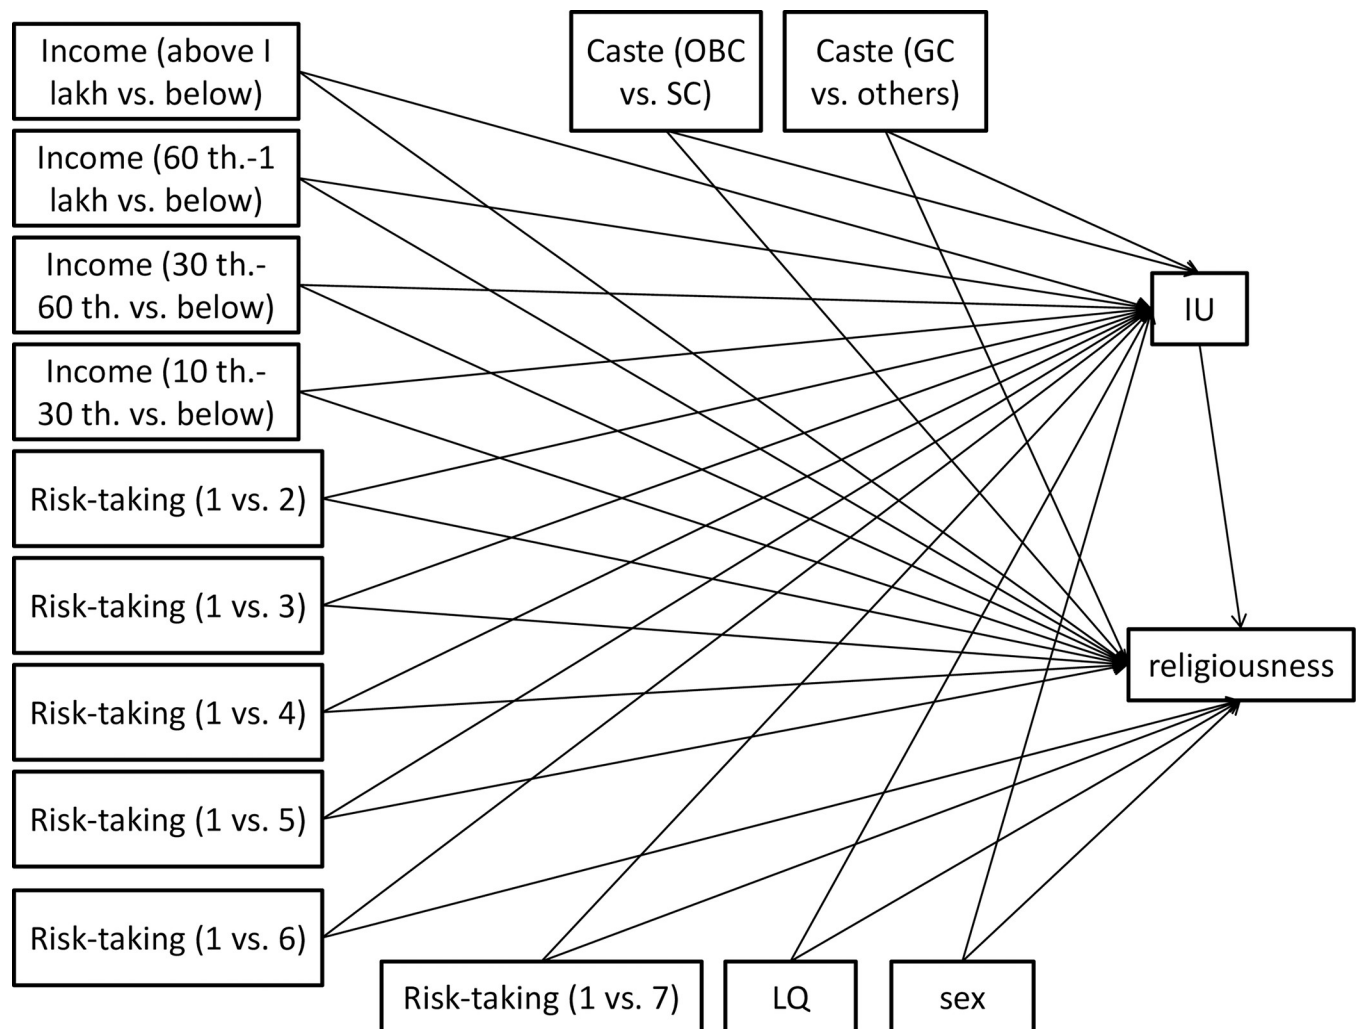 Income (above I
lakh vs. below)
Caste (OBC
vs. SC)
Caste (GC
vs. others)
Income (60 th.-1
lakh vs. below)
Income (30 th.-
60 th. vs. below)
IU
Income (10 th.-
30 th. vs. below)
Risk-taking (1 vs. 2)
Risk-taking (1 vs. 3)
religiousness
Risk-taking (1 vs. 4)
Risk-taking (1 vs. 5)
Risk-taking (1 vs. 6)
Risk-taking (1 vs. 7)
LQ
sex